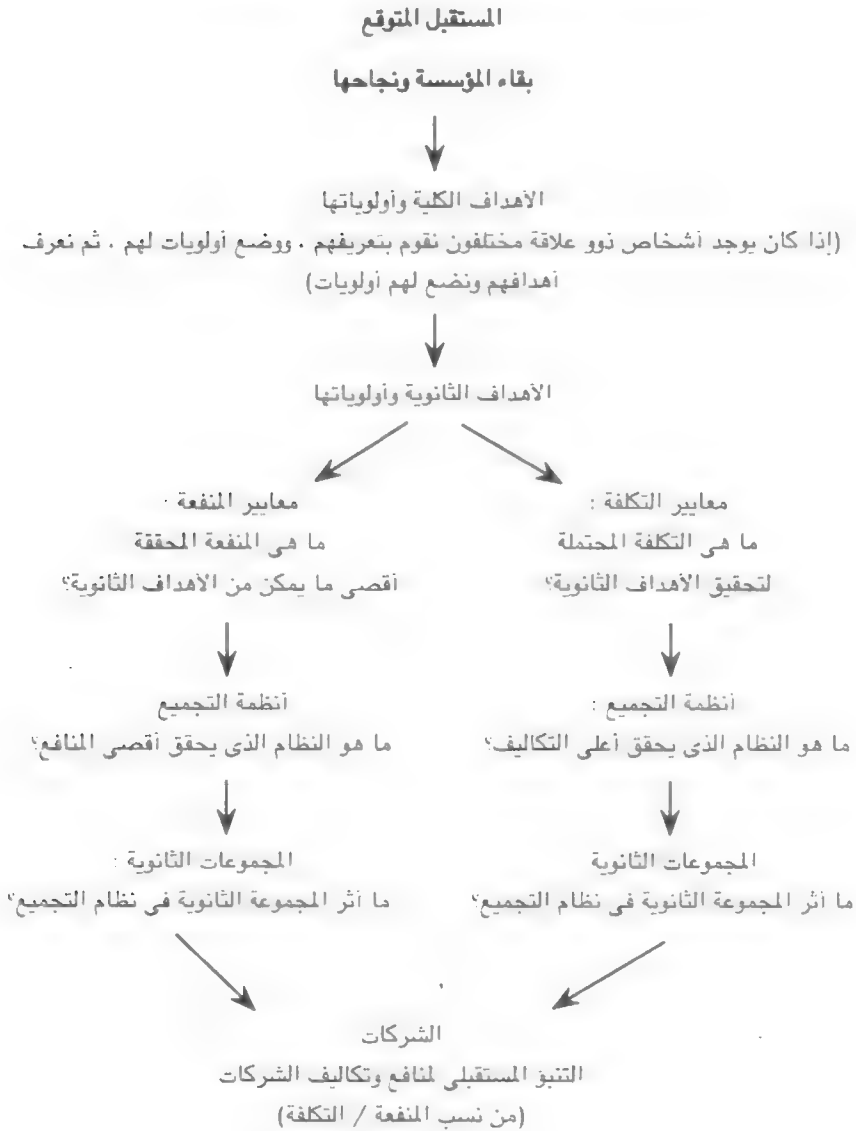 المستقبل المتوقع
بقاء المؤسسة ونجاحها
الأهداف الكلية وأولوياتها
(إذا كان يوجد أشخاص ذوو علاقة مختلفون نقوم بتعريفهم ، ووضع أولويات لهم ، ثم نعرف
أهدافهم ونضع لهم أولويات)
الأهداف الثانوية وأولوياتها
معايير التكلفة :
ما هى التكلفة المحتملة
لتحقيق الأهداف الثانوية؟
معايير المنفعة :
ما هى المنفعة المحققة
أقصى ما يمكن من الأهداف الثانوية؟
أنظمة التجميع :
ما هو النظام الذى يحقق أعلى التكاليف؟
أنظمة التجميع
ما هو النظام الذى يحقق أقصى المنافع؟
المجموعات الثانوية
ما أثر المجموعة الثانوية فى نظام التجميع؟
المجموعات الثانوية :
ما أثر المجموعة الثانوية فى نظام التجميع؟
الشركات
التنبؤ المستقبلى لمنافع وتكاليف الشركات
(من نسب المنفعة / التكلفة)